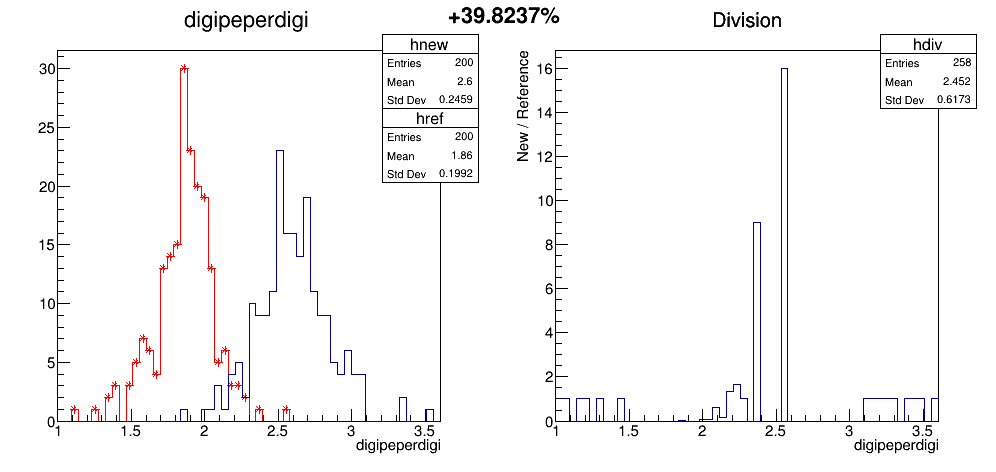 digipeperdigi
+39.8237%
Division
hnew
Entries 200
Mean 2.6
Std Dev 0.2459
href
Entries 200
Mean 1.86
Std Dev 0.1992
30
25
20
15
10
5
0
1 1.5 2 2.5 3 3.5
digipeperdigi
hdiv
Entries 258
Mean 2.452
Std Dev 0.6173
New / Reference
16
14
12
10
8
6
4
2
0
1 1.5 2 2.5 3 3.5
digipeperdigi